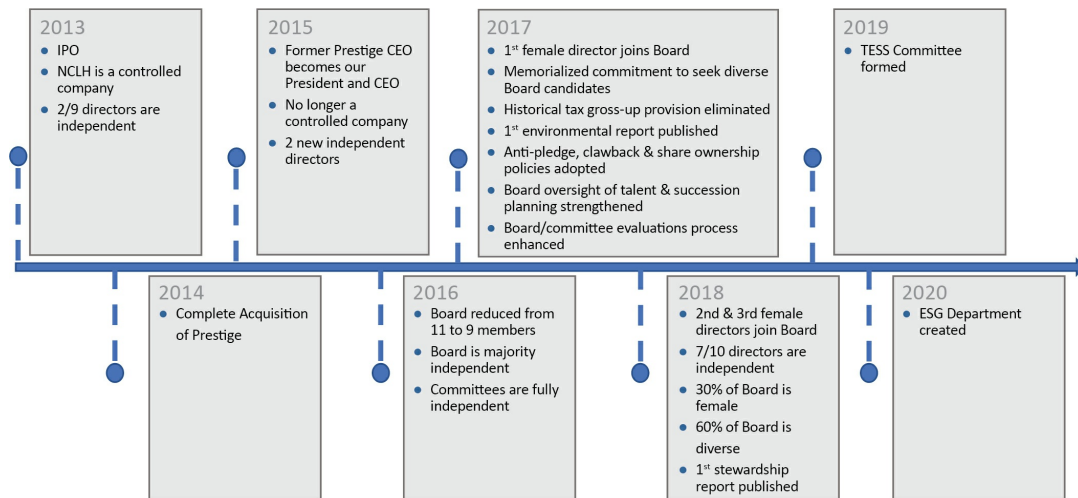 2013
IPO
NCLH is a controlled
company
2/9 directors are
independent
2015
Former Prestige CEO
becomes our
President and CEO
No longer a
controlled company
2 new independent
directors
2017
1st female director joins Board
Memorialized commitment to seek diverse
Board candidates
Historical tax gross-up provision eliminated
1st environmental report published
Anti-pledge, clawback & share ownership
policies adopted
Board oversight of talent & succession
planning strengthened
Board/committee evaluations process
enhanced
2019
TESS Committee
formed
2014
Complete Acquisition
of Prestige
2016
Board reduced from
11 to 9 members
Board is majority
independent
Committees are fully
independent
2018
2nd & 3rd female
directors join Board
7/10 directors are
independent
30% of Board is
female
60% of Board is
diverse
1st stewardship
report published
2020
ESG Department
created